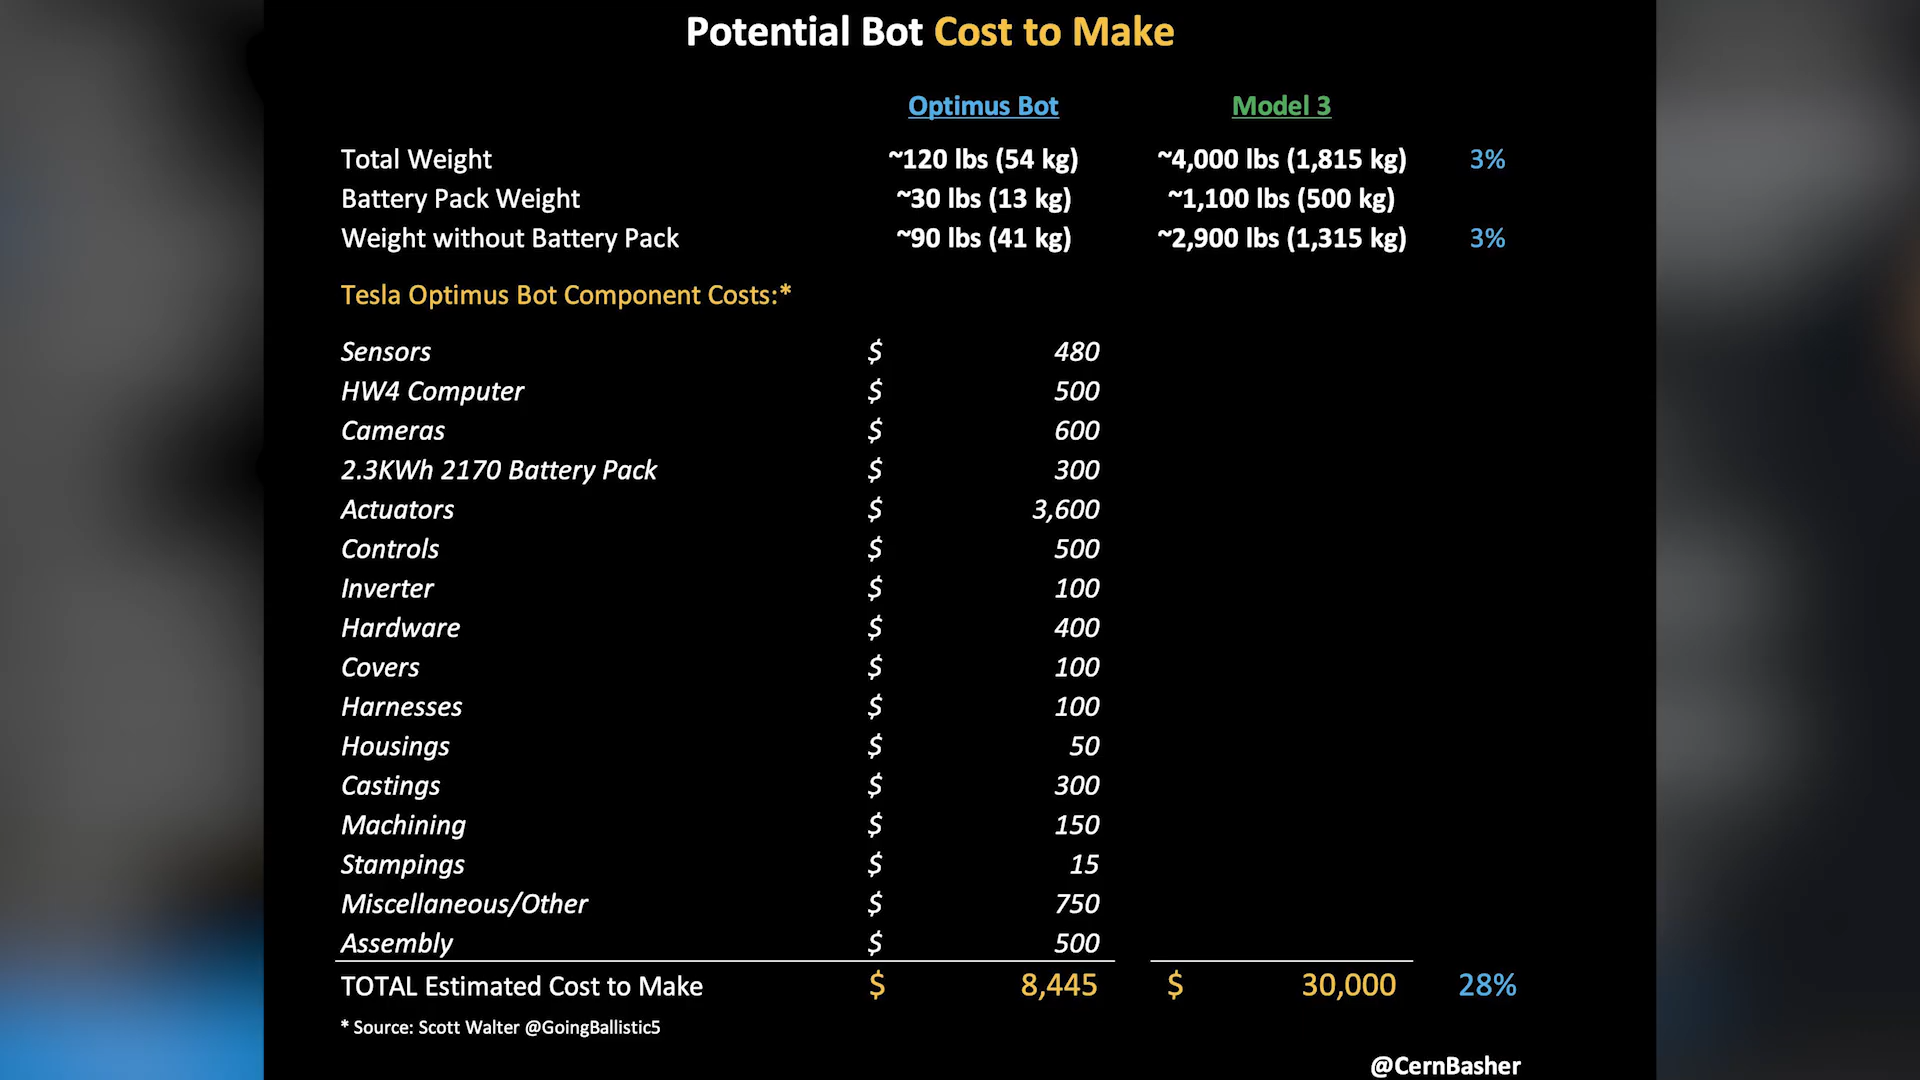 Potential Bot Cost to Make
Optimus Bot Model 3
Total Weight ~120 lbs (54 kg) ~4,000 lbs (1,815 kg) 3%
Battery Pack Weight ~30 lbs (13 kg) ~1,100 lbs (500 kg)
Weight without Battery Pack ~90 lbs (41 kg) ~2,900 lbs (1,315 kg) 3%
Tesla Optimus Bot Component Costs:*
Sensors $ 480
HW4 Computer $ 500
Cameras $ 600
2.3KWh 2170 Battery Pack $ 300
Actuators $ 3,600
Controls $ 500
Inverter $ 100
Hardware $ 400
Covers $ 100
Harnesses $ 100
Housings $ 50
Castings $ 300
Machining $ 150
Stampings $ 15
Miscellaneous/Other $ 750
Assembly $ 500
TOTAL Estimated Cost to Make $ 8,445 $ 30,000 28%
* Source: Scott Walter @GoingBallistic5
@CernBasher